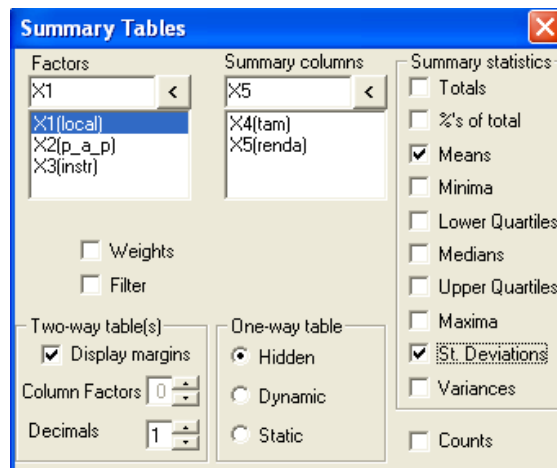 Summary Tables
Factors
X1
<
X1(local)
X2(p_a_p)
X3(instr)
Summary columns
X5
<
X4(tam)
X5(renda)
Summary statistics
Totals
%'s of total
Means
Minima
Lower Quartiles
Medians
Upper Quartiles
Maxima
St. Deviations
Variances
Counts
Weights
Filter
Two-way table(s)
Display margins
Column Factors 0
Decimals 1
One-way table
Hidden
Dynamic
Static